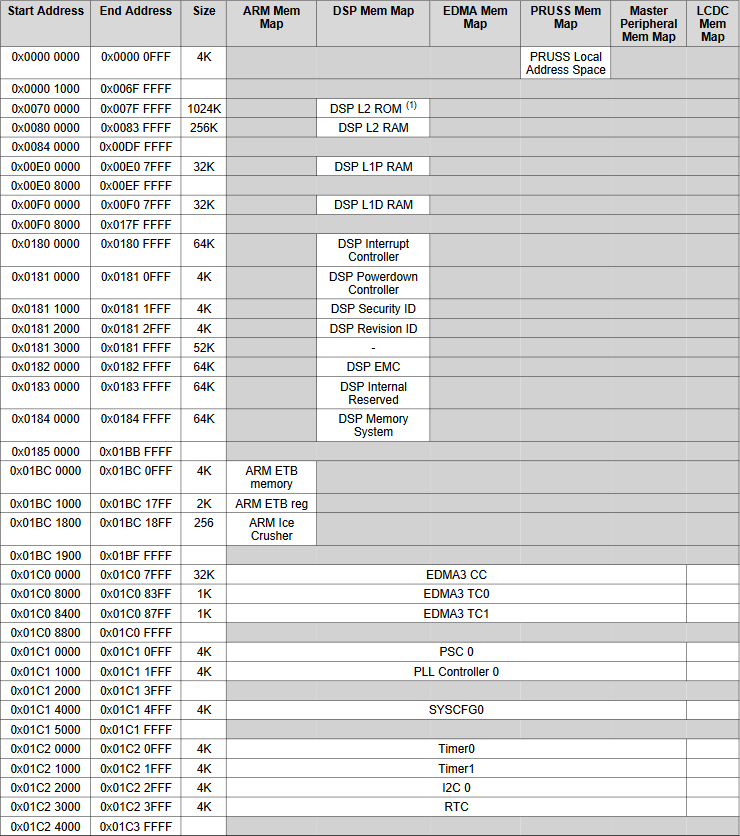 Start Address End Address Size ARM Mem Map DSP Mem Map EDMA Mem Map PRUSS Mem Map Master Peripheral Mem Map LCDC Mem Map
0x0000 0000 0x0000 0FFF 4K PRUSS Local Address Space
0x0000 1000 0x006F FFFF
0x0070 0000 0x007F FFFF 1024K DSP L2 ROM (1)
0x0080 0000 0x0083 FFFF 256K DSP L2 RAM
0x0084 0000 0x00DF FFFF
0x00E0 0000 0x00E0 7FFF 32K DSP L1P RAM
0x00E0 8000 0x00EF FFFF
0x00F0 0000 0x00F0 7FFF 32K DSP L1D RAM
0x00F0 8000 0x017F FFFF
0x0180 0000 0x0180 FFFF 64K DSP Interrupt Controller
0x0181 0000 0x0181 0FFF 4K DSP Powerdown Controller
0x0181 1000 0x0181 1FFF 4K DSP Security ID
0x0181 2000 0x0181 2FFF 4K DSP Revision ID
0x0181 3000 0x0181 FFFF 52K -
0x0182 0000 0x0182 FFFF 64K DSP EMC
0x0183 0000 0x0183 FFFF 64K DSP Internal Reserved
0x0184 0000 0x0184 FFFF 64K DSP Memory System
0x0185 0000 0x01BB FFFF
0x01BC 0000 0x01BC 0FFF 4K ARM ETB memory
0x01BC 1000 0x01BC 17FF 2K ARM ETB reg
0x01BC 1800 0x01BC 18FF 256 ARM Ice Crusher
0x01BC 1900 0x01BF FFFF
0x01C0 0000 0x01C0 7FFF 32K EDMA3 CC
0x01C0 8000 0x01C0 83FF 1K EDMA3 TC0
0x01C0 8400 0x01C0 87FF 1K EDMA3 TC1
0x01C0 8800 0x01C0 FFFF
0x01C1 0000 0x01C1 0FFF 4K PSC 0
0x01C1 1000 0x01C1 1FFF 4K PLL Controller 0
0x01C1 2000 0x01C1 3FFF
0x01C1 4000 0x01C1 4FFF 4K SYSCFG0
0x01C1 5000 0x01C1 FFFF
0x01C2 0000 0x01C2 0FFF 4K Timer0
0x01C2 1000 0x01C2 1FFF 4K Timer1
0x01C2 2000 0x01C2 2FFF 4K I2C 0
0x01C2 3000 0x01C2 3FFF 4K RTC
0x01C2 4000 0x01C3 FFFF